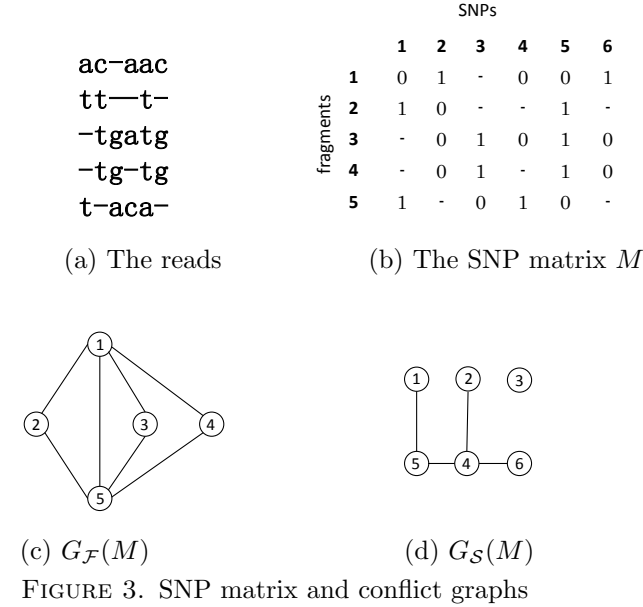 ac-aac
tt—t-
-tgatg
-tg-tg
t-aca-
(a) The reads
SNPs
1 2 3 4 5 6
fragments
1 0 1 - 0 0 1
2 1 0 - - 1 -
3 - 0 1 0 1 0
4 - 0 1 - 1 0
5 1 - 0 1 0 -
(b) The SNP matrix M
1
2 3 4
5
(c) G_F(M)
1 2 3
5 4 6
(d) G_S(M)
FIGURE 3. SNP matrix and conflict graphs